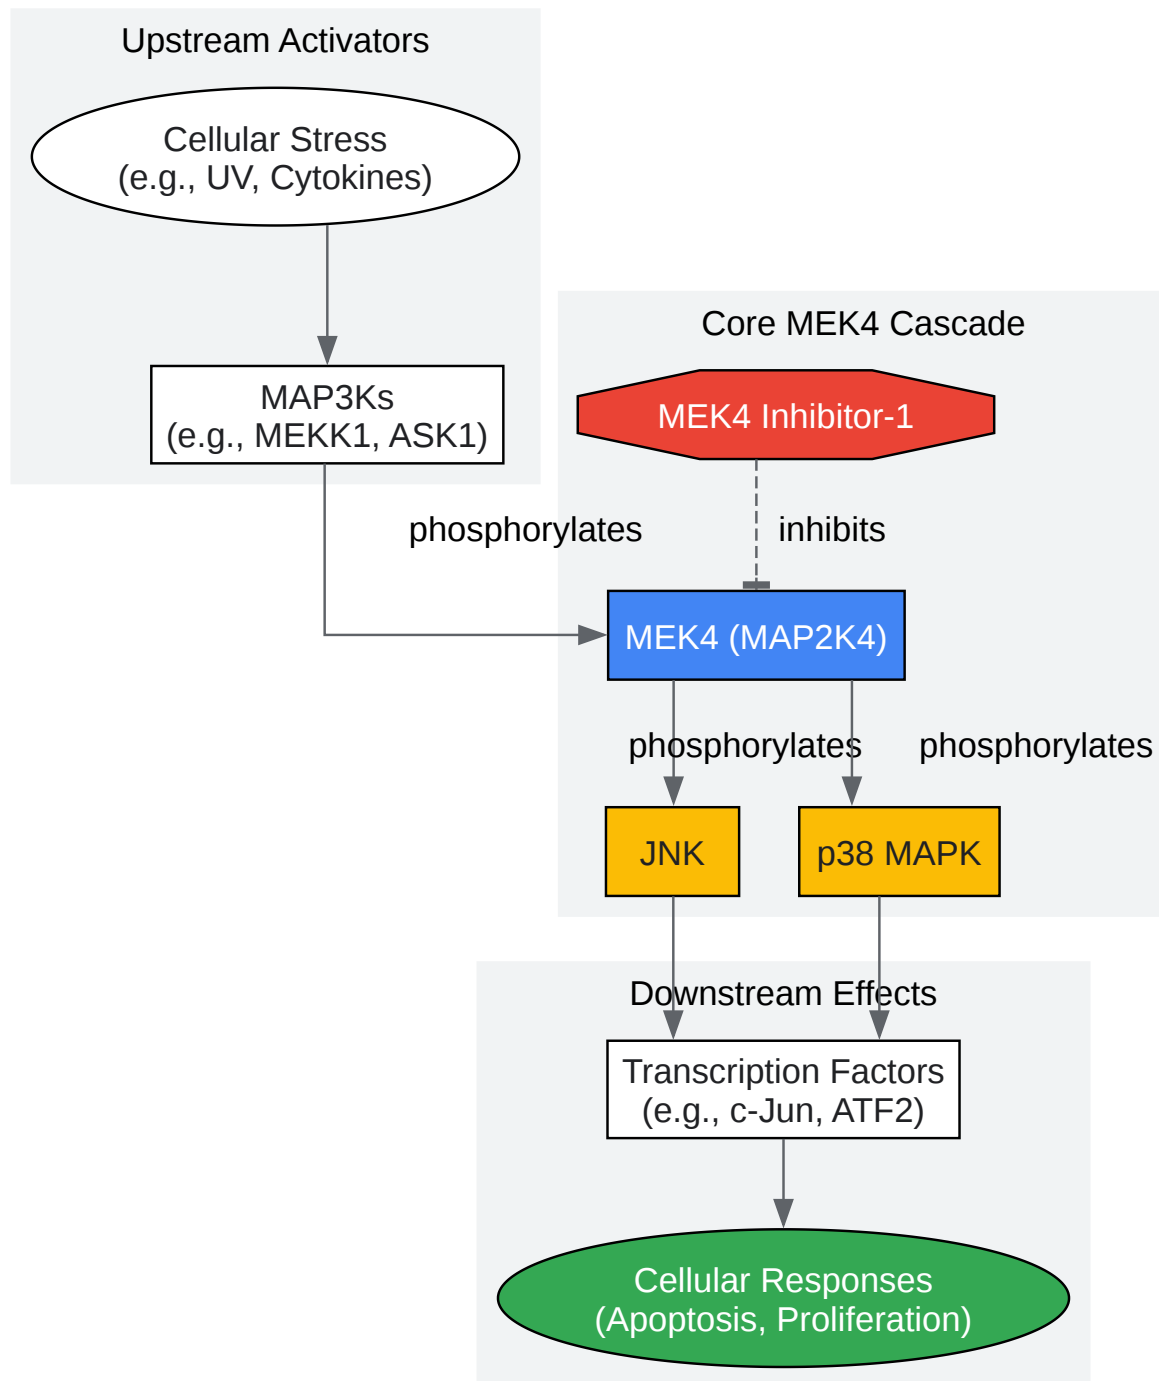 Upstream Activators
Cellular Stress
(e.g., UV, Cytokines)
MAP3Ks
(e.g., MEKK1, ASK1)
Core MEK4 Cascade
MEK4 Inhibitor-1
phosphorylates
inhibits
MEK4 (MAP2K4)
phosphorylates
phosphorylates
JNK
p38 MAPK
Downstream Effects
Transcription Factors
(e.g., c-Jun, ATF2)
Cellular Responses
(Apoptosis, Proliferation)